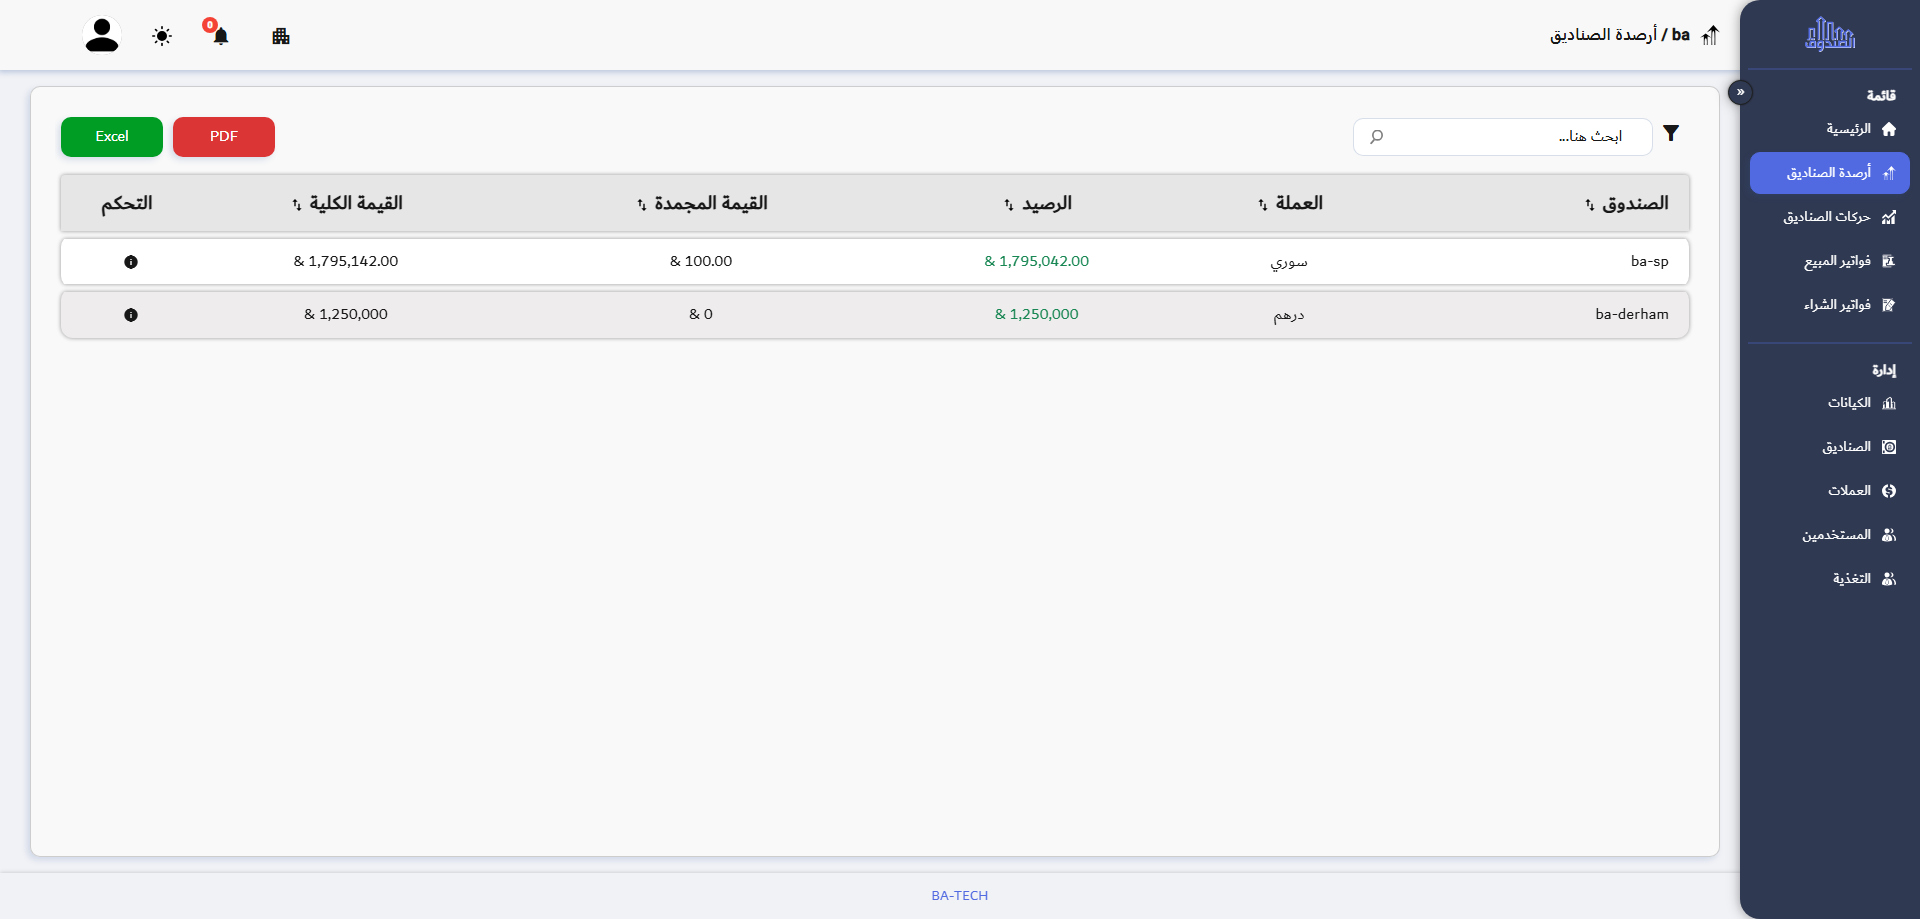 الصندوق
ba / أرصدة الصناديق
0
»
قائمة
الرئيسية
أرصدة الصناديق
حركات الصناديق
فواتير المبيع
فواتير الشراء
إدارة
الكيانات
الصناديق
العملات
المستخدمين
التغذية
ابحث هنا...
PDF
Excel
الصندوق العملة الرصيد القيمة المجمدة القيمة الكلية التحكم
ba-sp سوري & 1,795,042.00 & 100.00 & 1,795,142.00
ba-derham درهم & 1,250,000 & 0 & 1,250,000
BA-TECH